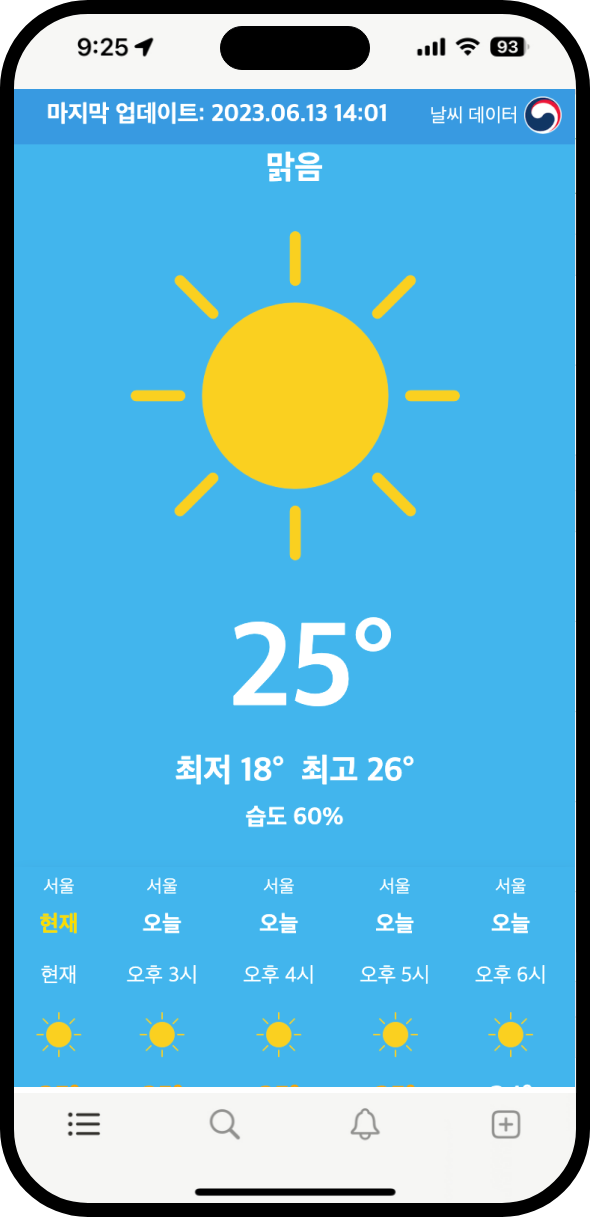 9:25 93
마지막 업데이트: 2023.06.13 14:01 날씨 데이터
맑음
25°
최저 18° 최고 26°
습도 60%
서울 서울 서울 서울 서울
현재 오늘 오늘 오늘 오늘
현재 오후 3시 오후 4시 오후 5시 오후 6시